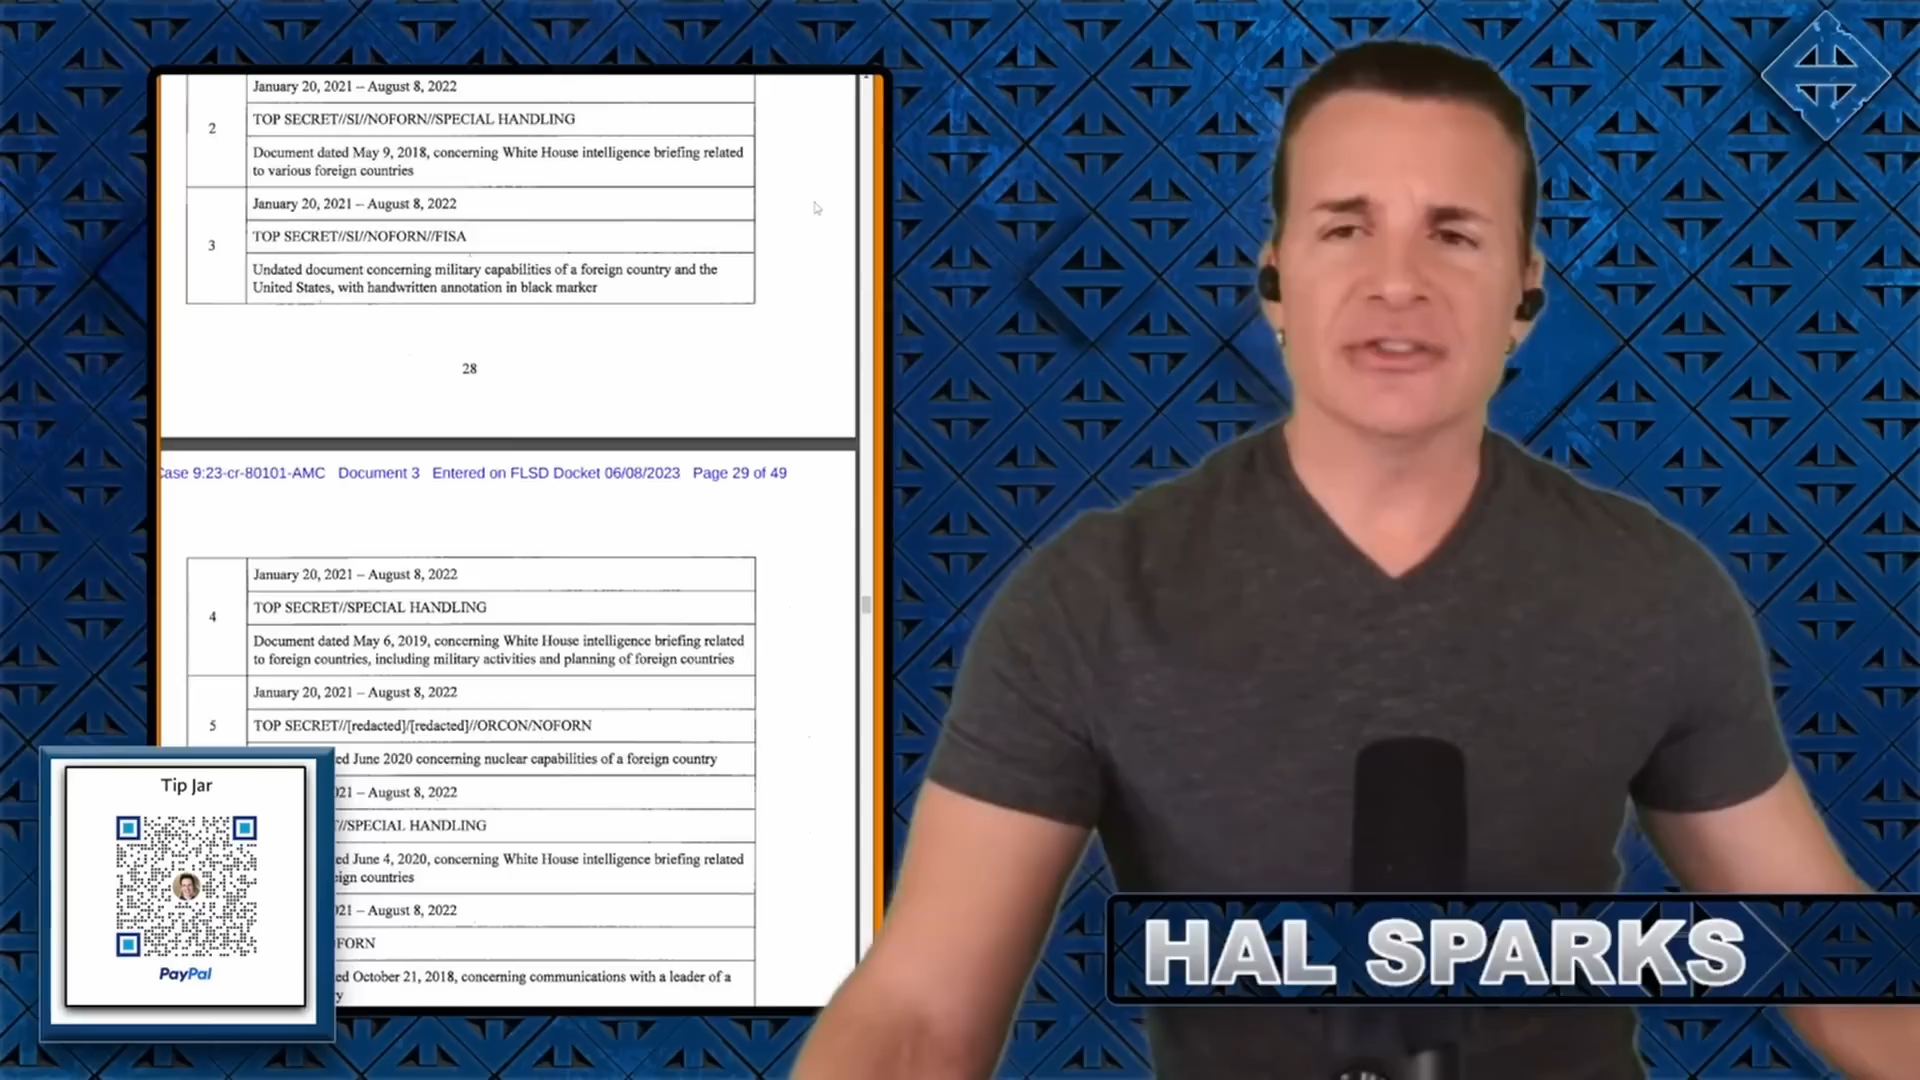 January 20, 2021 – August 8, 2022
2
TOP SECRET//SI//NOFORN//SPECIAL HANDLING
Document dated May 9, 2018, concerning White House intelligence briefing related
to various foreign countries
January 20, 2021 – August 8, 2022
3
TOP SECRET//SI//NOFORN//FISA
Undated document concerning military capabilities of a foreign country and the
United States, with handwritten annotation in black marker
28
Case 9:23-cr-80101-AMC Document 3 Entered on FLSD Docket 06/08/2023 Page 29 of 49
January 20, 2021 – August 8, 2022
4
TOP SECRET//SPECIAL HANDLING
Document dated May 6, 2019, concerning White House intelligence briefing related
to foreign countries, including military activities and planning of foreign countries
January 20, 2021 – August 8, 2022
5
TOP SECRET//[redacted]/[redacted]//ORCON/NOFORN
ed June 2020 concerning nuclear capabilities of a foreign country
21 – August 8, 2022
//SPECIAL HANDLING
ed June 4, 2020, concerning White House intelligence briefing related
eign countries
21 – August 8, 2022
FORN
ed October 21, 2018, concerning communications with a leader of a
y
Tip Jar
PayPal
HAL SPARKS